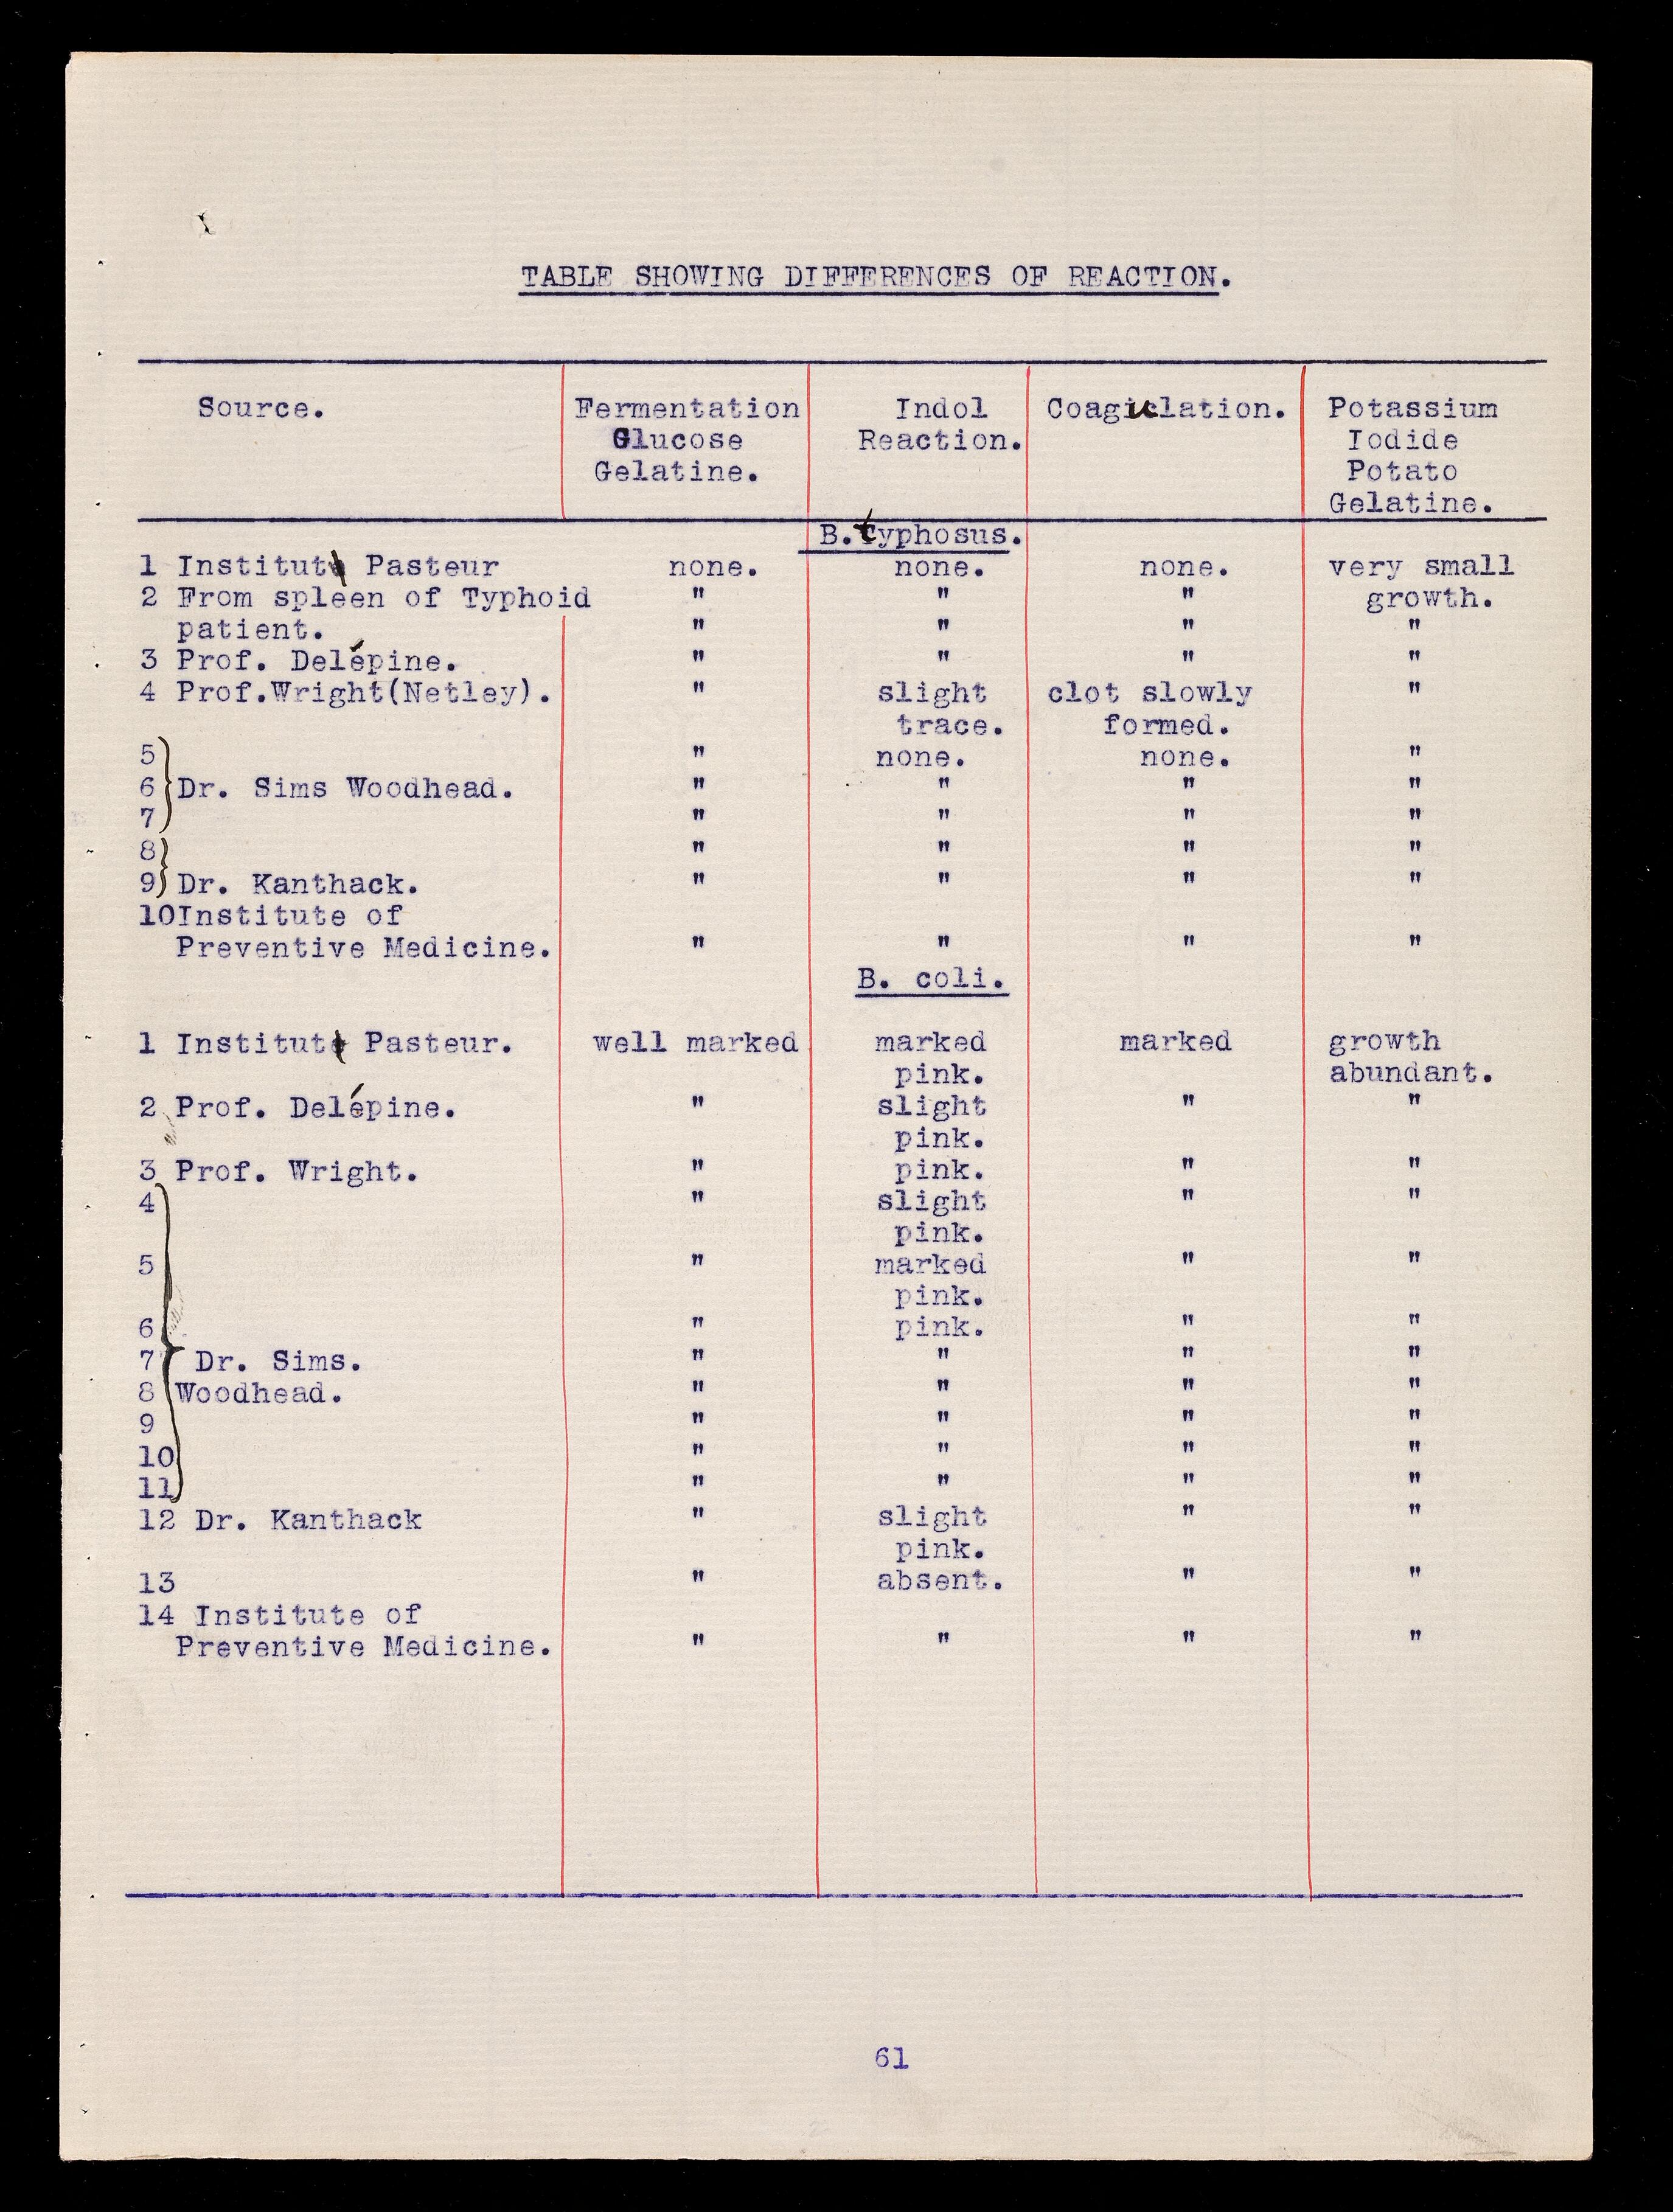 TABLE SHOWING DIFFERENCES OF REACTION.
Source. Fermentation Indol Coagulation. Potassium
Glucose Reaction. Iodide
Gelatine. Potato
Gelatine.
B. typhosus.
1 Institut Pasteur none. none. none. very small
2 From spleen of Typhoid " " " growth.
patient. " " " "
3 Prof. Delépine. " " " "
4 Prof.Wright(Netley). " slight clot slowly "
trace. formed.
5 " none. none. "
6 Dr. Sims Woodhead. " " " "
7 " " " "
8 " " " "
9 Dr. Kanthack. " " " "
10Institute of
Preventive Medicine. " " " "
B. coli.
1 Institut Pasteur. well marked marked marked growth
pink. abundant.
2 Prof. Delépine. " slight " "
pink.
3 Prof. Wright. " pink. " "
4 " slight " "
pink.
5 " marked " "
pink.
6 " pink. " "
7 Dr. Sims. " " " "
8 Woodhead. " " " "
9 " " " "
10 " " " "
11 " " " "
12 Dr. Kanthack " slight " "
pink.
13 " absent. " "
14 Institute of
Preventive Medicine. " " " "
61